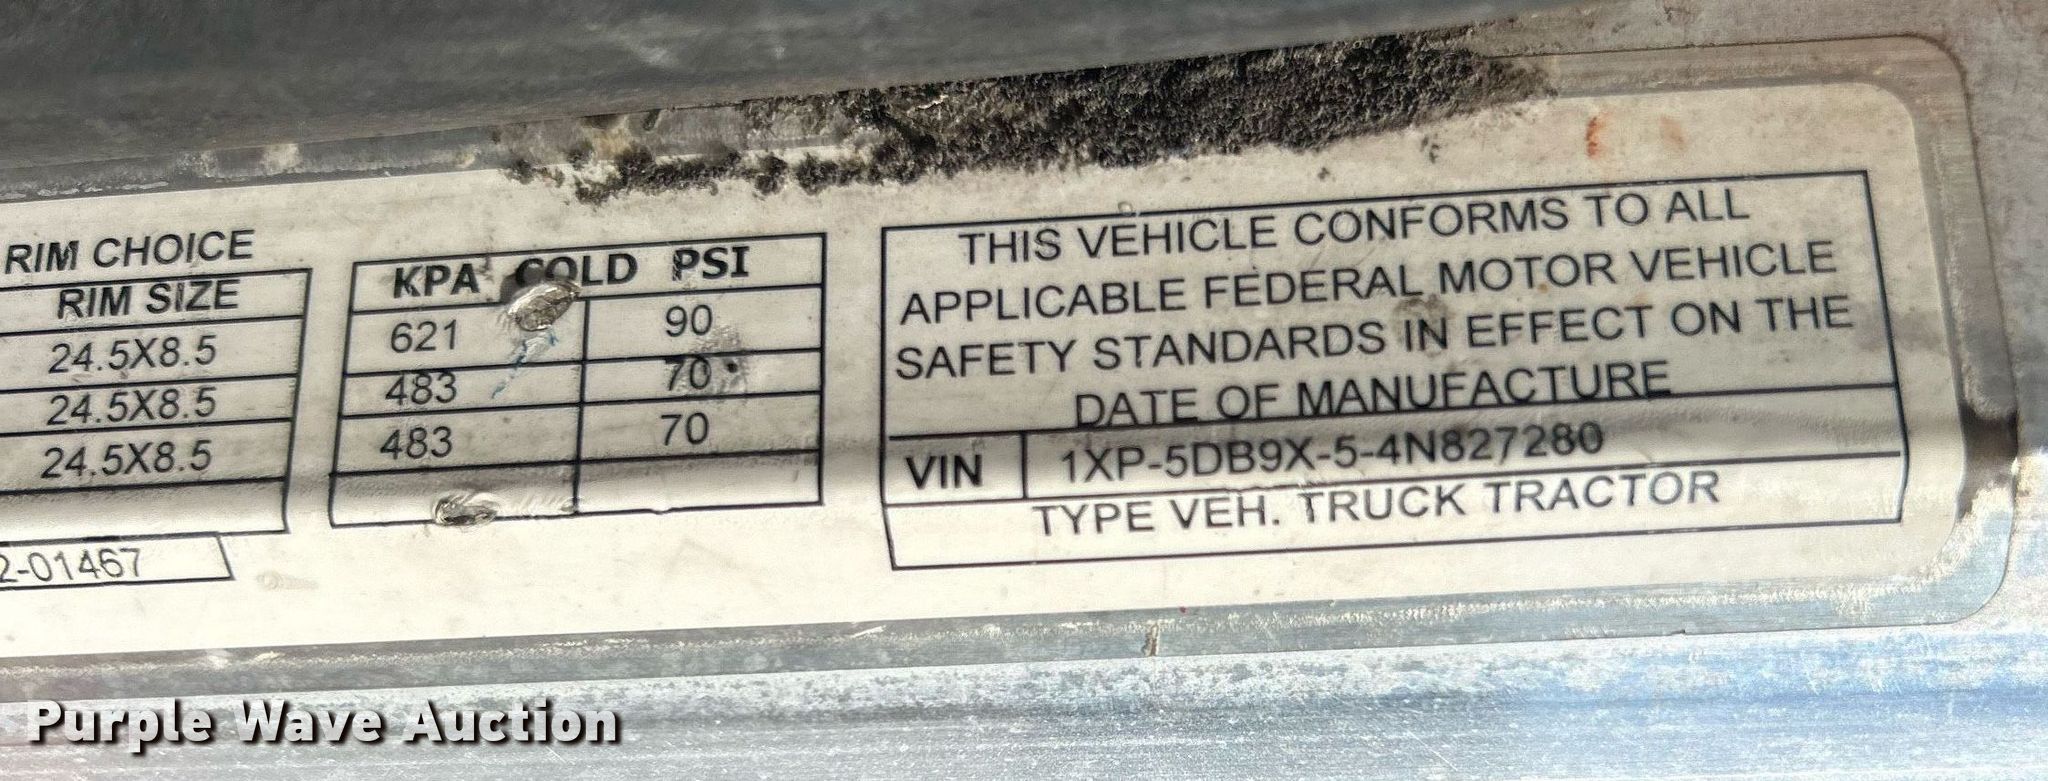 RIM CHOICE
RIM SIZE
24.5X8.5
24.5X8.5
24.5X8.5
2-01467
KPA COLD PSI
621 90
483 70
483 70
THIS VEHICLE CONFORMS TO ALL
APPLICABLE FEDERAL MOTOR VEHICLE
SAFETY STANDARDS IN EFFECT ON THE
DATE OF MANUFACTURE
VIN 1XP-5DB9X-5-4N827280
TYPE VEH. TRUCK TRACTOR
Purple Wave Auction